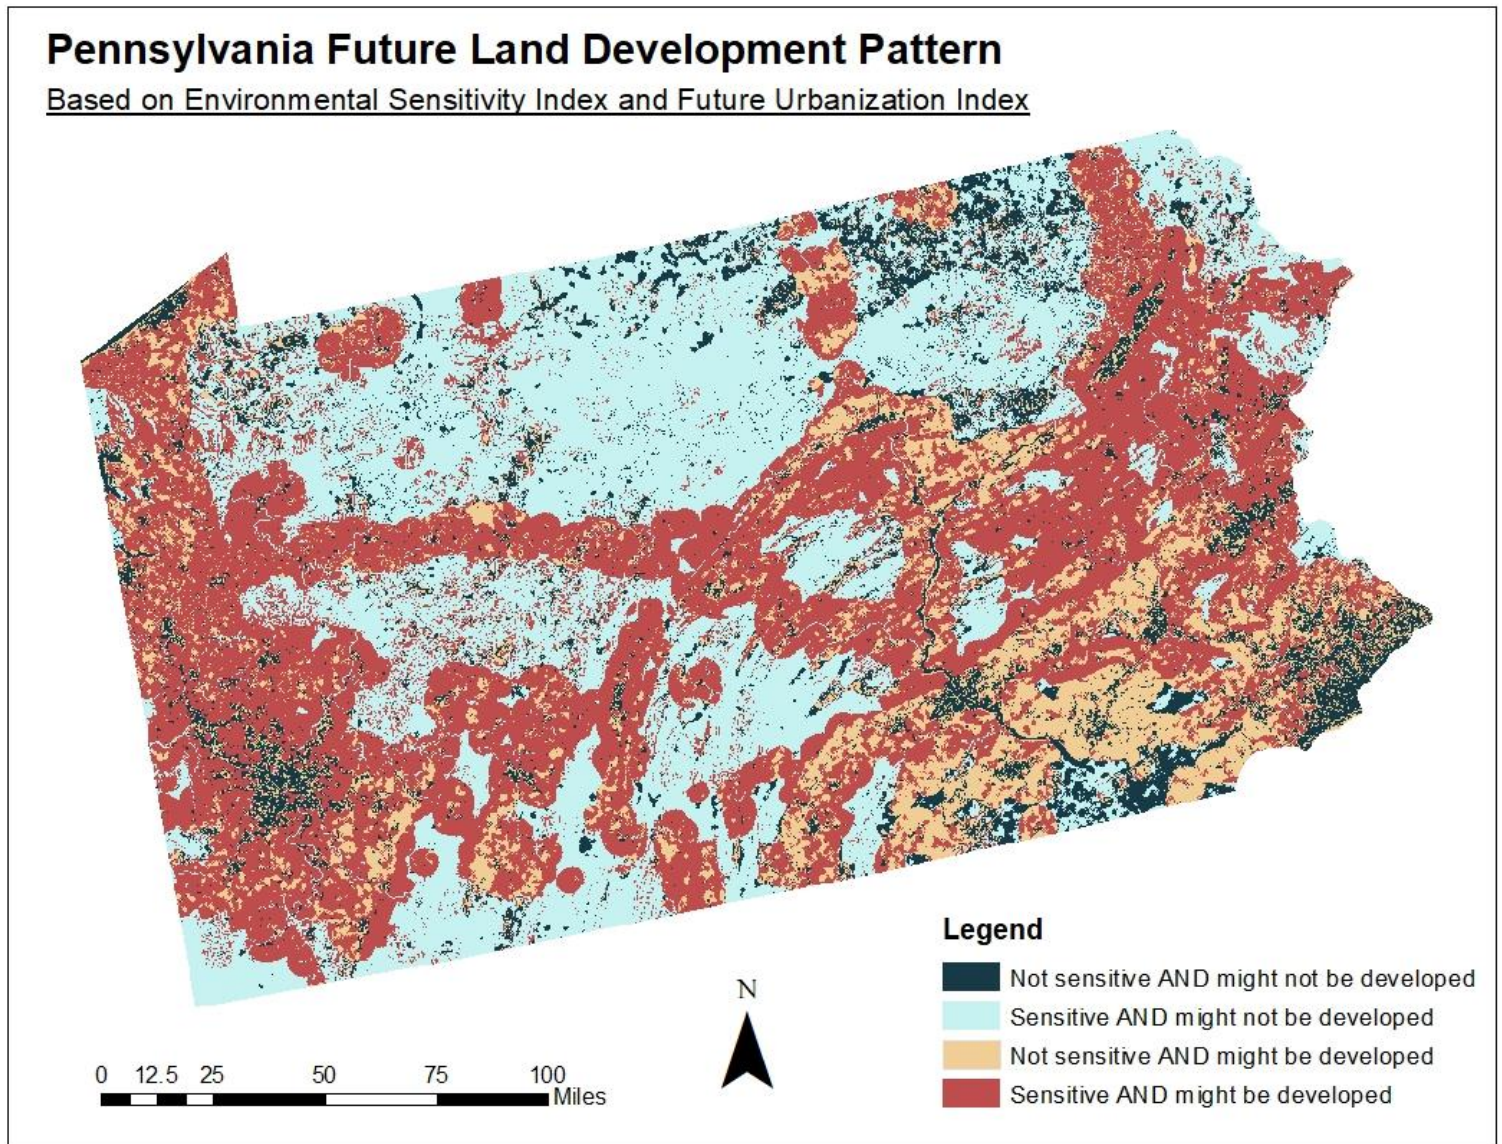 Pennsylvania Future Land Development Pattern
Based on Environmental Sensitivity Index and Future Urbanization Index
Legend
Not sensitive AND might not be developed
Sensitive AND might not be developed
Not sensitive AND might be developed
Sensitive AND might be developed
N
0 12.5 25 50 75 100
Miles